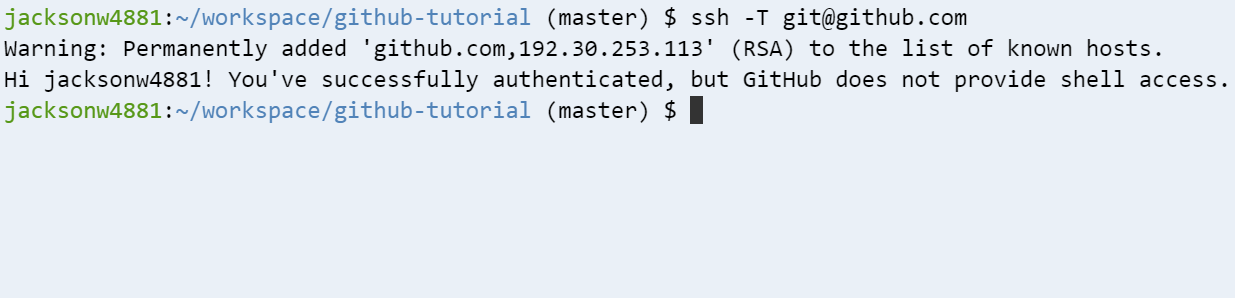 jacksonw4881:~/workspace/github-tutorial (master) $ ssh -T git@github.com
Warning: Permanently added 'github.com,192.30.253.113' (RSA) to the list of known hosts.
Hi jacksonw4881! You've successfully authenticated, but GitHub does not provide shell access.
jacksonw4881:~/workspace/github-tutorial (master) $